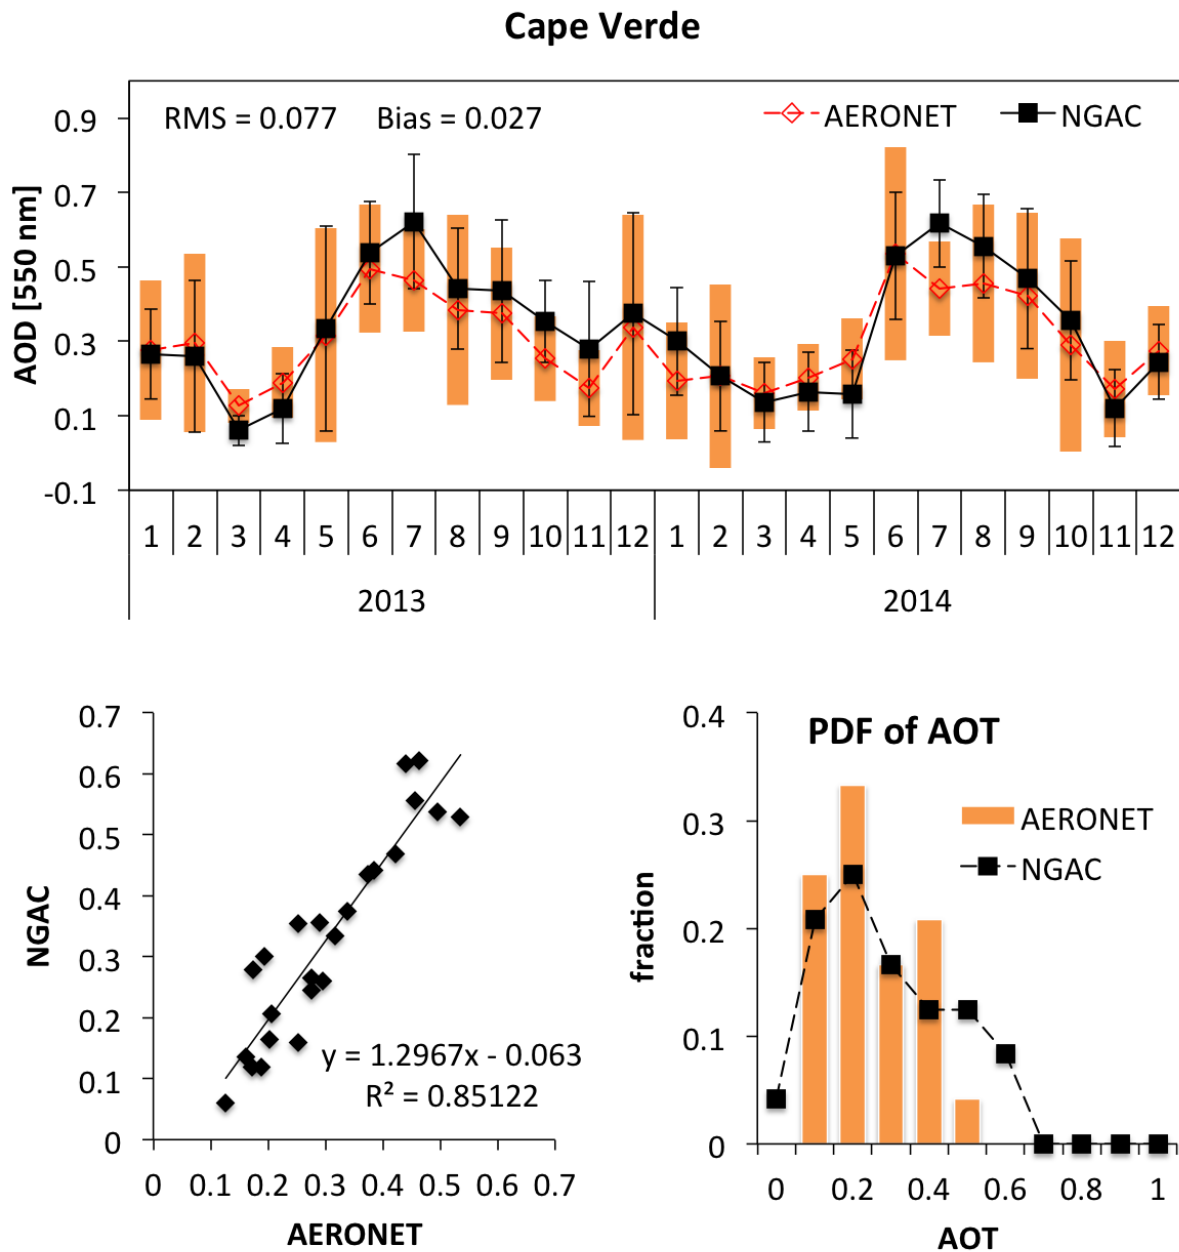 Cape Verde
RMS = 0.077 Bias = 0.027
AERONET NGAC
AOD [550 nm]
0.9
0.7
0.5
0.3
0.1
-0.1
1 2 3 4 5 6 7 8 9 10 11 12 1 2 3 4 5 6 7 8 9 10 11 12
2013 2014
NGAC
0.7
0.6
0.5
0.4
0.3
0.2
0.1
0
y = 1.2967x - 0.063
R² = 0.85122
0 0.1 0.2 0.3 0.4 0.5 0.6 0.7
AERONET
PDF of AOT
AERONET
NGAC
fraction
0.4
0.3
0.2
0.1
0
0 0.2 0.4 0.6 0.8 1
AOT